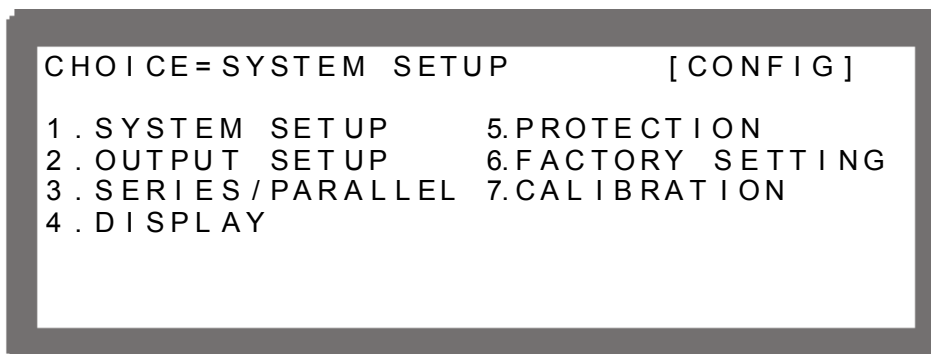 CHOICE=SYSTEM SETUP [CONFIG]
1.SYSTEM SETUP 5.PROTECTION
2.OUTPUT SETUP 6.FACTORY SETTING
3.SERIES/PARALLEL 7.CALIBRATION
4.DISPLAY